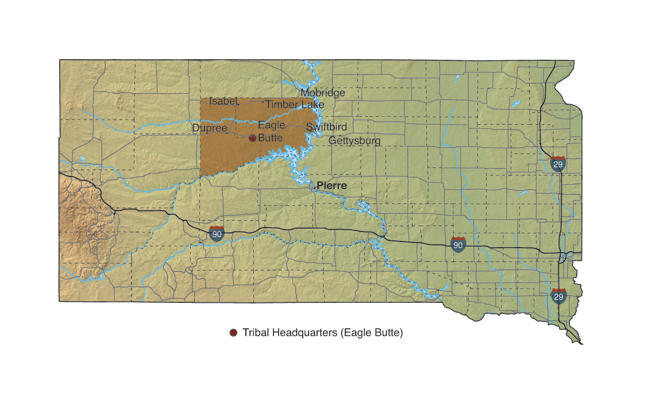 Mobridge
Isabel
Timber Lake
Dupree
Eagle
Butte
Swiftbird
Gettysburg
29
Pierre
90
90
29
Tribal Headquarters (Eagle Butte)